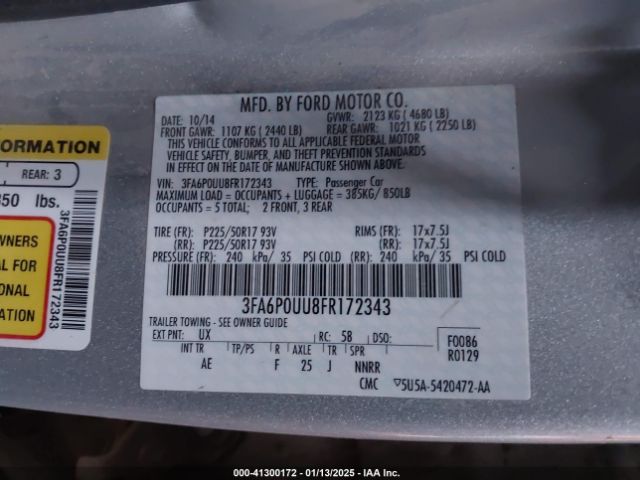 MFD. BY FORD MOTOR CO.
DATE: 10/14 GVWR: 2123 KG (4680 LB)
FRONT GAWR: 1107 KG (2440 LB) REAR GAWR: 1021 KG (2250 LB)
THIS VEHICLE CONFORMS TO ALL APPLICABLE FEDERAL MOTOR
VEHICLE SAFETY, BUMPER, AND THEFT PREVENTION STANDARDS
IN EFFECT ON THE DATE OF MANUFACTURE SHOWN ABOVE.
VIN: 3FA6P0UU8FR172343 TYPE: Passenger Car
MAXIMUM LOAD = OCCUPANTS + LUGGAGE = 385KG/ 850LB
OCCUPANTS = 5 TOTAL; 2 FRONT, 3 REAR
TIRE (FR): P225/50R17 93V RIMS (FR): 17x7.5J
(RR): P225/50R17 93V (RR): 17x7.5J
PRESSURE (FR): 240 kPa/ 35 PSI COLD (RR): 240 kPa/ 35 PSI COLD
3FA6P0UU8FR172343
TRAILER TOWING - SEE OWNER GUIDE
EXT PNT: UX RC: 58 DSO: F0086
R0129
INT TR TP/PS R AXLE TR SPR
AE F 25 J NNRR
CMC ▽5U5A-5420472-AA
FORMATION
REAR: 3
850 lbs.
WNERS
AL FOR
ONAL
ATION
3FA6P0UU8FR172343
000-41300172 — 01/13/2025 — IAA Inc.